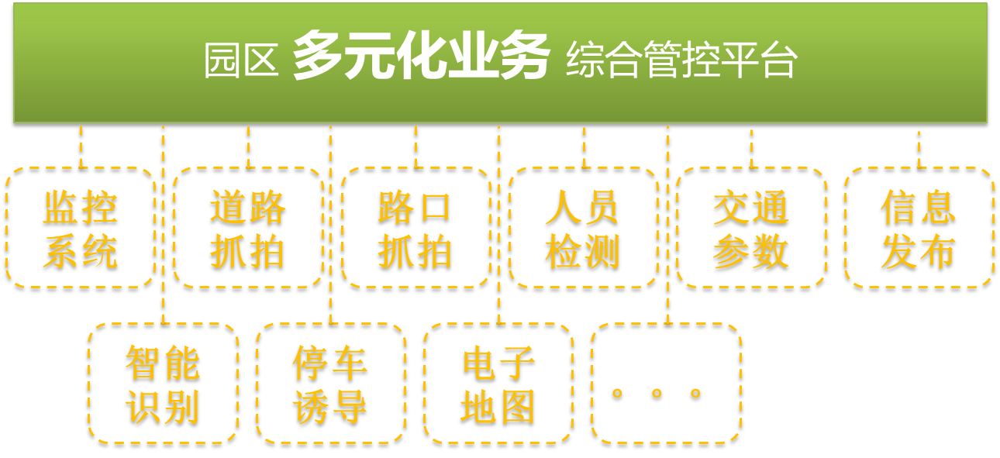 园区 多元化业务 综合管控平台
监控
系统
道路
抓拍
路口
抓拍
人员
检测
交通
参数
信息
发布
智能
识别
停车
诱导
电子
地图
。。。